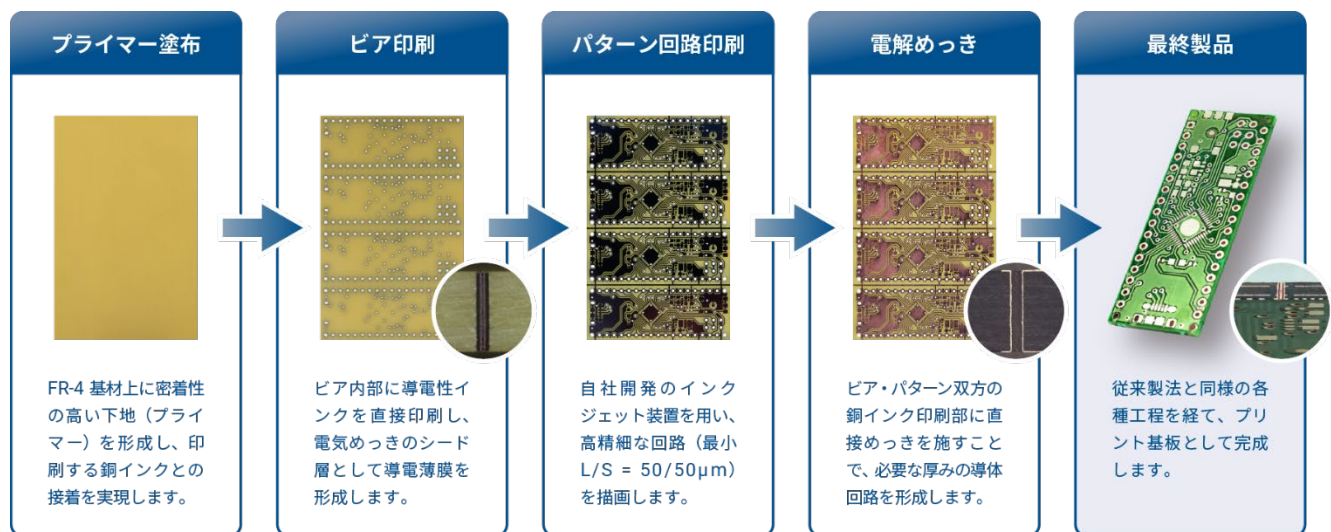 プライマー塗布
ビア印刷
パターン回路印刷
電解めっき
最終製品
FR-4 基材上に密着性
の高い下地（プライ
マー）を形成し、印
刷する銅インクとの
接着を実現します。
ビア内部に導電性イ
ンクを直接印刷し、
電気めっきのシード
層として導電薄膜を
形成します。
自社開発のインク
ジェット装置を用い、
高精細な回路（最小
L/S = 50/50μm）
を描画します。
ビア・パターン双方の
銅インク印刷部に直
接めっきを施すこと
で、必要な厚みの導体
回路を形成します。
従来製法と同様の各
種工程を経て、プリ
ント基板として完成
します。